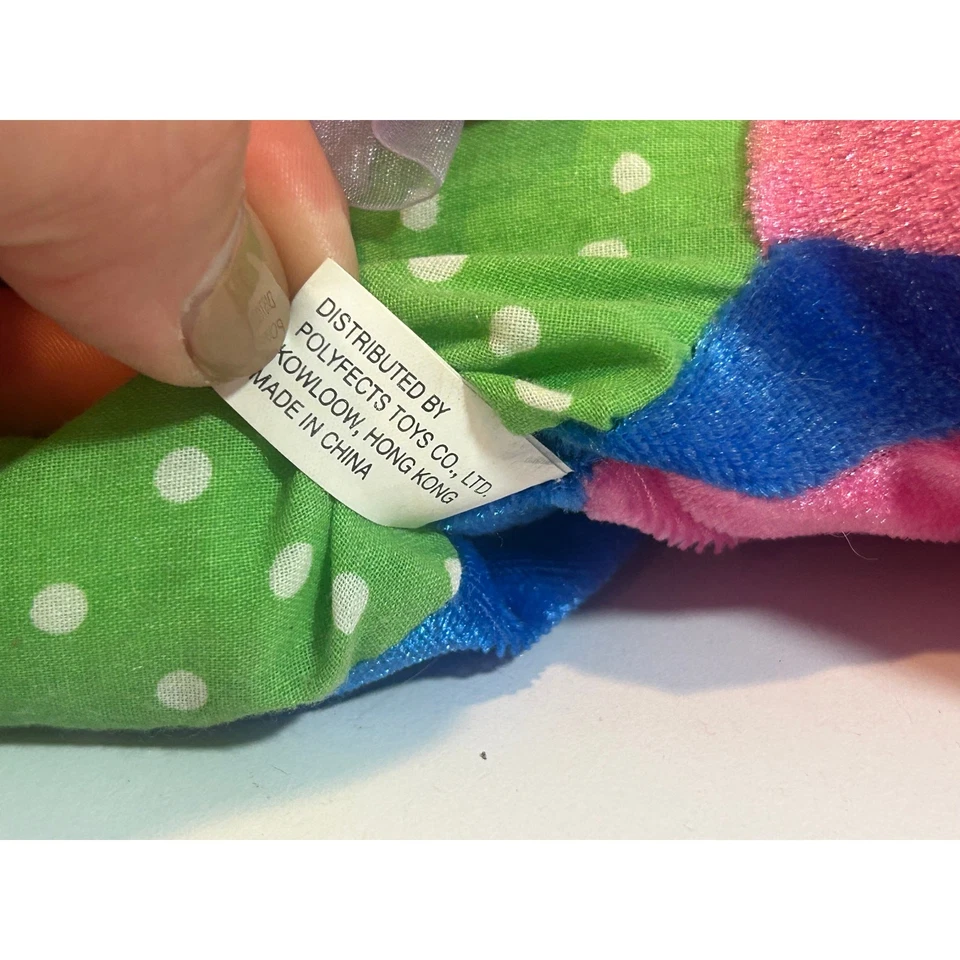 DISTRIBUTED BY
POLYFECTS TOYS CO., LTD.
KOWLOOW, HONG KONG
MADE IN CHINA